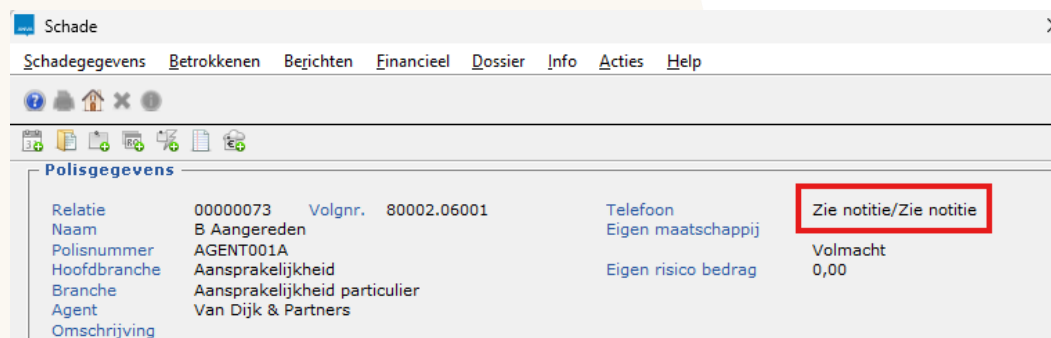 Schade
Schadegegevens Betrokkenen Berichten Financieel Dossier Info Acties Help
Polisgegevens
Relatie 00000073 Volgnr. 80002.06001 Telefoon Zie notitie/Zie notitie
Naam B Aangereden Eigen maatschappij
Polisnummer AGENT001A Volmacht
Hoofdbranche Aansprakelijkheid Eigen risico bedrag 0,00
Branche Aansprakelijkheid particulier
Agent Van Dijk & Partners
Omschrijving